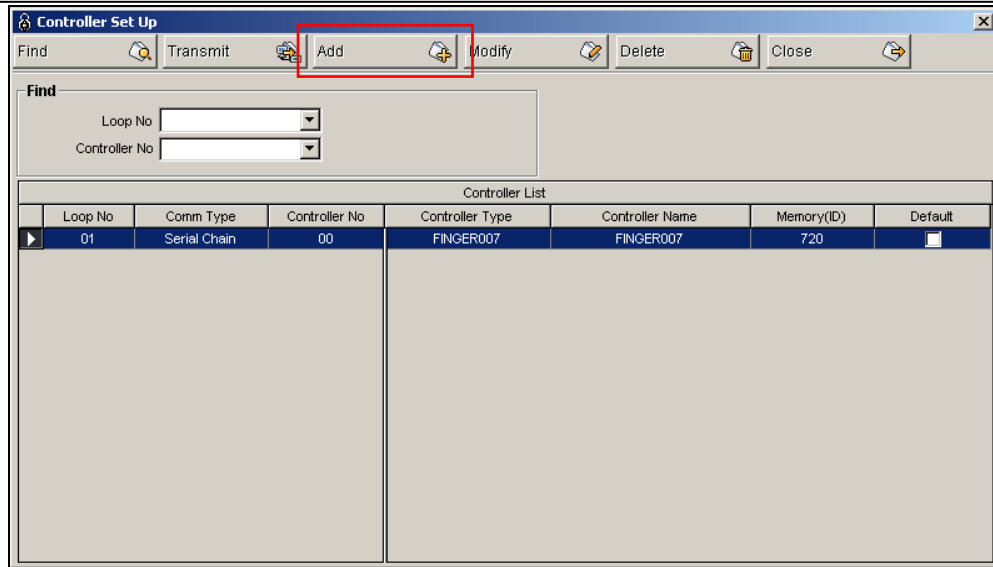 Controller Set Up
Find Transmit Add Modify Delete Close
Find
Loop No
Controller No
Controller List
Loop No Comm Type Controller No Controller Type Controller Name Memory(ID) Default
01 Serial Chain 00 FINGER007 FINGER007 720